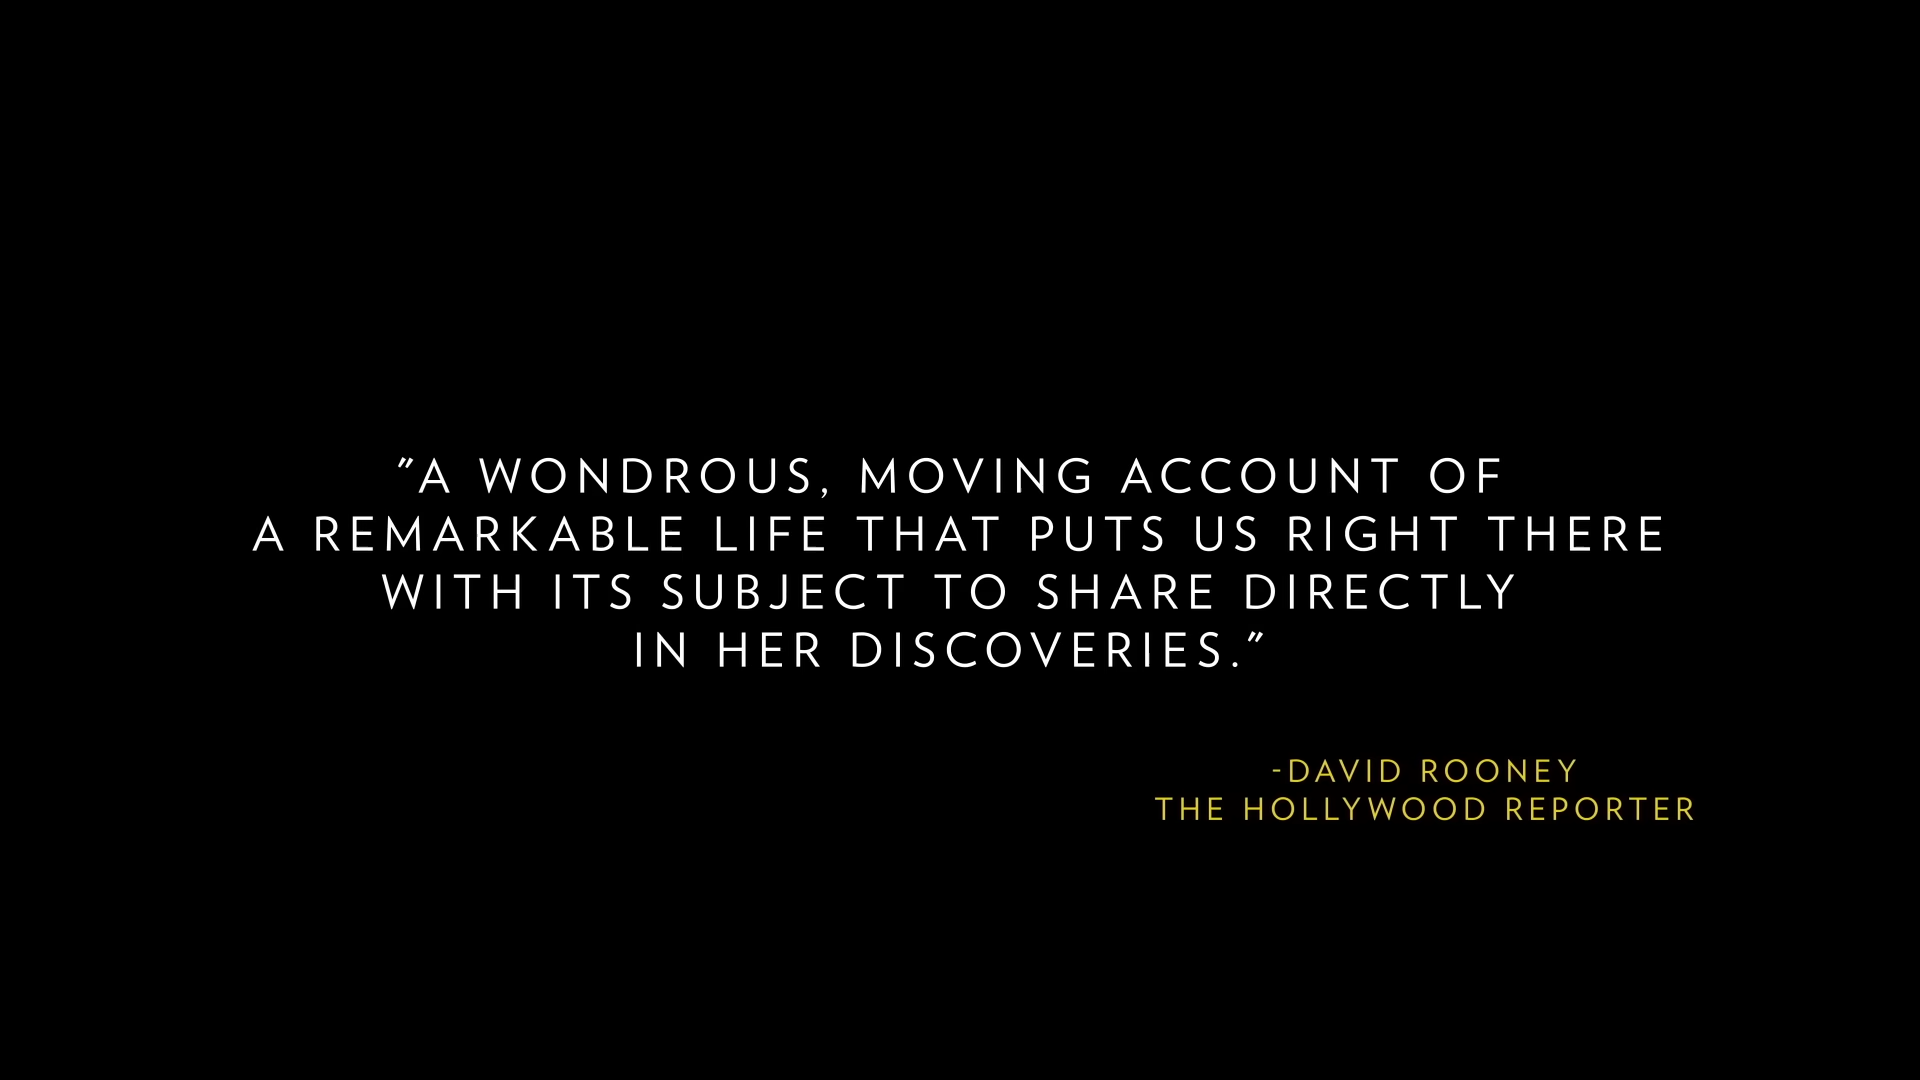 "A WONDROUS, MOVING ACCOUNT OF
A REMARKABLE LIFE THAT PUTS US RIGHT THERE
WITH ITS SUBJECT TO SHARE DIRECTLY
IN HER DISCOVERIES."
-DAVID ROONEY
THE HOLLYWOOD REPORTER